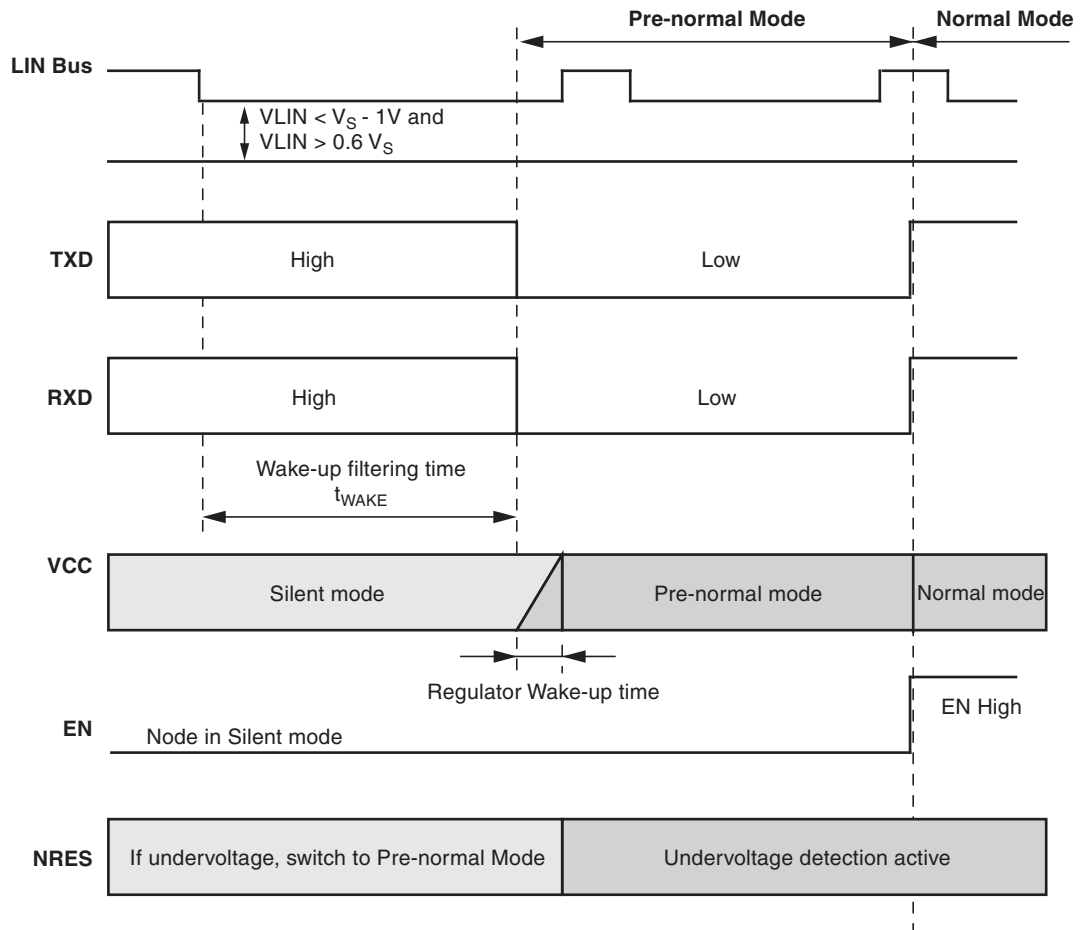 Pre-normal Mode
Normal Mode
LIN Bus
VLIN < VS - 1V and
VLIN > 0.6 VS
TXD
High
Low
RXD
High
Low
Wake-up filtering time
tWAKE
VCC
Silent mode
Pre-normal mode
Normal mode
Regulator Wake-up time
EN
Node in Silent mode
EN High
NRES
If undervoltage, switch to Pre-normal Mode
Undervoltage detection active